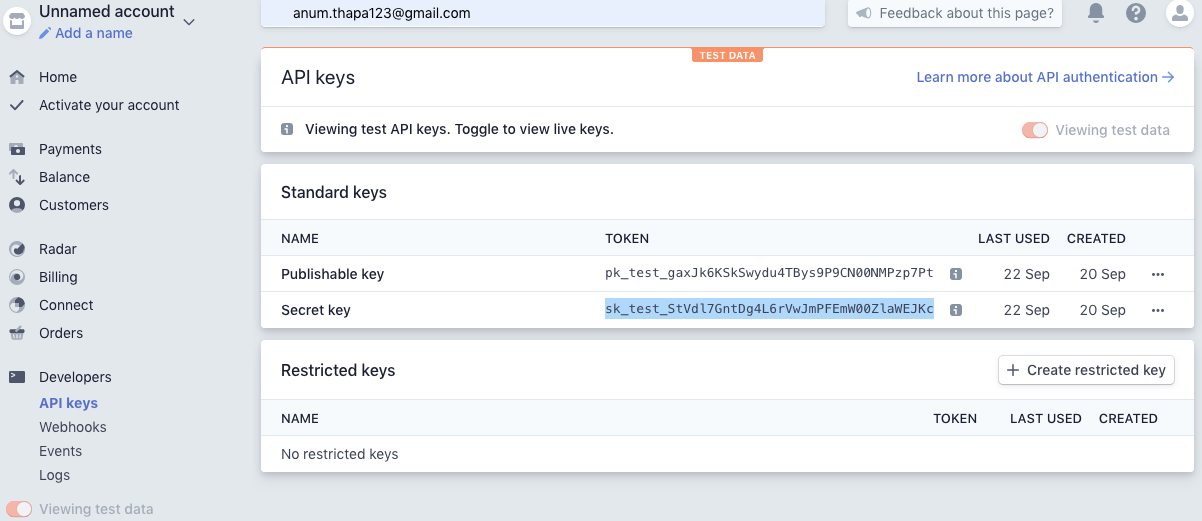 Unnamed account
Add a name
Home
Activate your account
Payments
Balance
Customers
Radar
Billing
Connect
Orders
Developers
API keys
Webhooks
Events
Logs
Viewing test data
anum.thapa123@gmail.com
Feedback about this page?
TEST DATA
API keys
Learn more about API authentication
Viewing test API keys. Toggle to view live keys.
Viewing test data
Standard keys
NAME TOKEN LAST USED CREATED
Publishable key pk_test_gaxJk6KSkSwydu4TBys9P9CN00NMPzp7Pt 22 Sep 20 Sep
Secret key sk_test_StVdl7GntDg4L6rVwJmPFEmW00ZlaWEJKc 22 Sep 20 Sep
Restricted keys
Create restricted key
NAME TOKEN LAST USED CREATED
No restricted keys